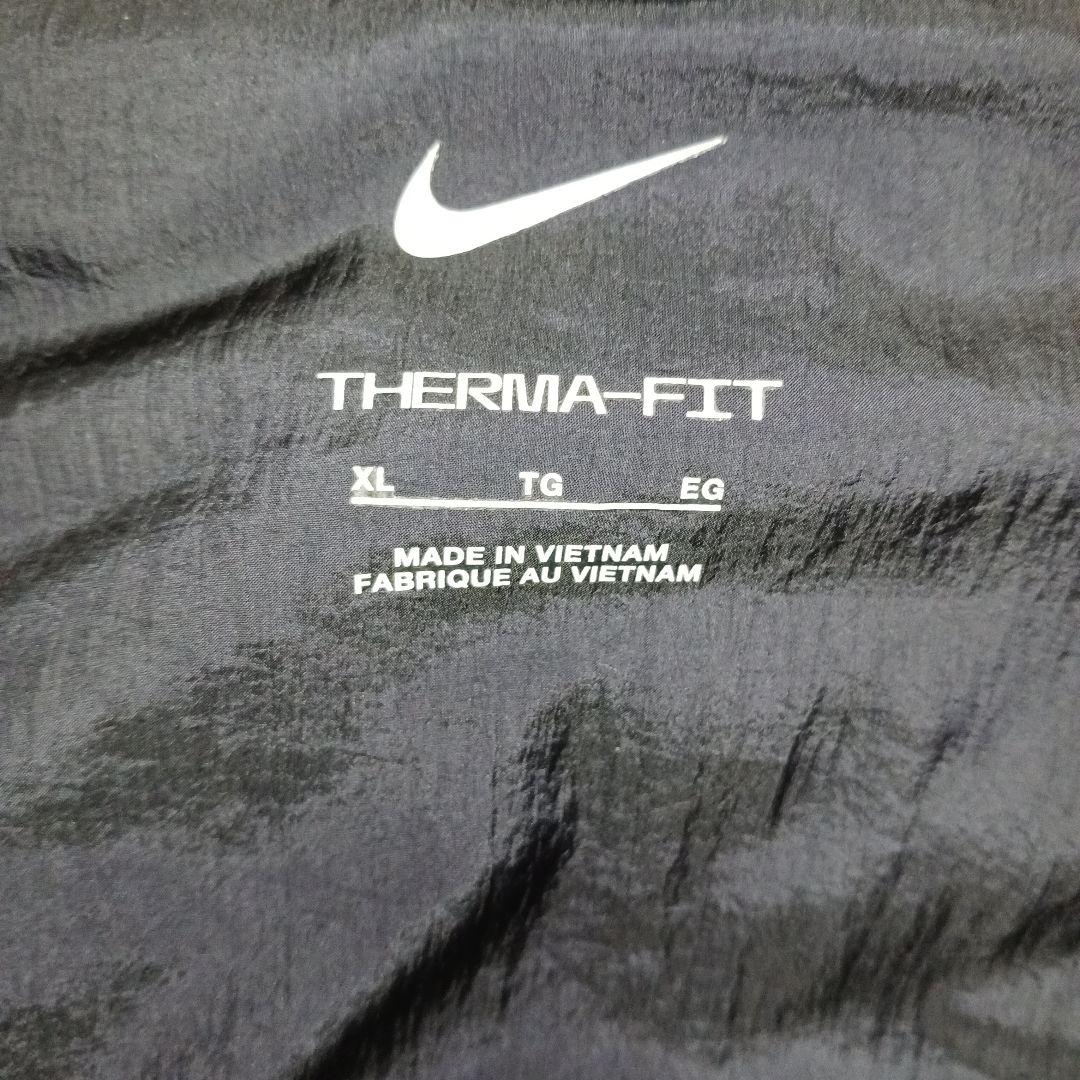 THERMA-FIT
XL TG EG
MADE IN VIETNAM
FABRIQUE AU VIETNAM